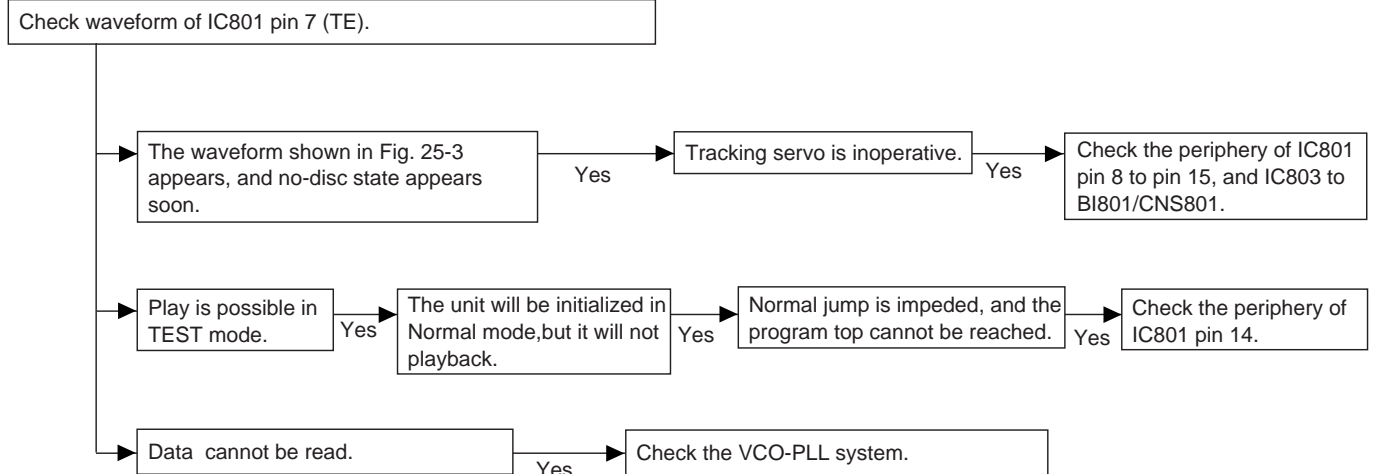 Check waveform of IC801 pin 7 (TE).
The waveform shown in Fig. 25-3
appears, and no-disc state appears
soon.
Yes
Tracking servo is inoperative.
Yes
Check the periphery of IC801
pin 8 to pin 15, and IC803 to
BI801/CNS801.
Play is possible in
TEST mode.
Yes
The unit will be initialized in
Normal mode,but it will not
playback.
Yes
Normal jump is impeded, and the
program top cannot be reached.
Yes
Check the periphery of
IC801 pin 14.
Data cannot be read.
Yes
Check the VCO-PLL system.